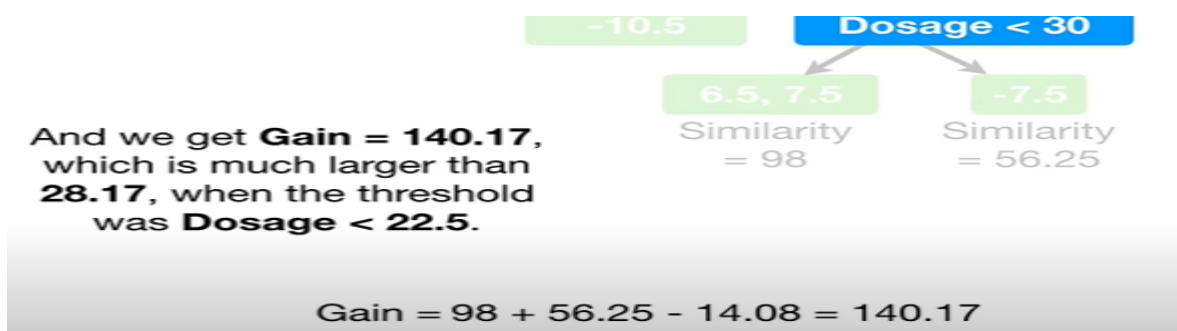 -10.5
Dosage < 30
6.5, 7.5
-7.5
Similarity
= 98
Similarity
= 56.25
And we get Gain = 140.17,
which is much larger than
28.17, when the threshold
was Dosage < 22.5.
Gain = 98 + 56.25 - 14.08 = 140.17